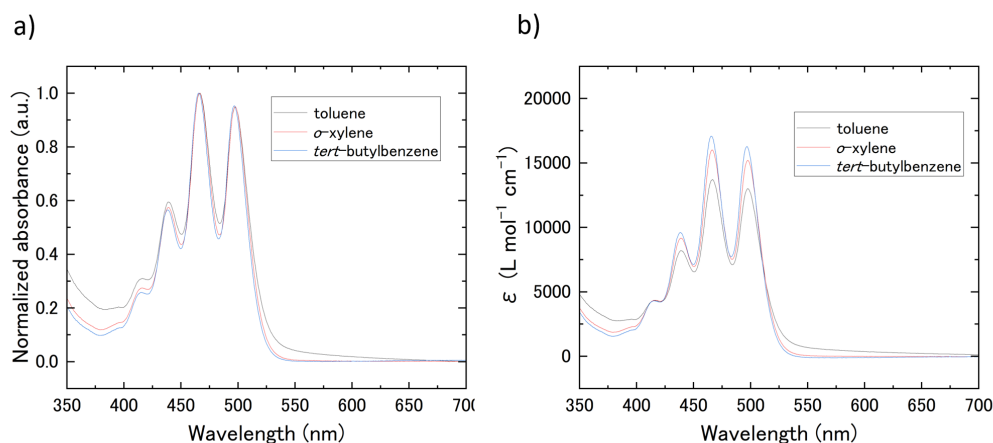 a)
Normalized absorbance (a.u.)
1.0
0.8
0.6
0.4
0.2
0.0
toluene
o-xylene
tert-butylbenzene
350 400 450 500 550 600 650 700
Wavelength (nm)
b)
ε (L mol⁻¹ cm⁻¹)
20000
15000
10000
5000
0
toluene
o-xylene
tert-butylbenzene
350 400 450 500 550 600 650 700
Wavelength (nm)